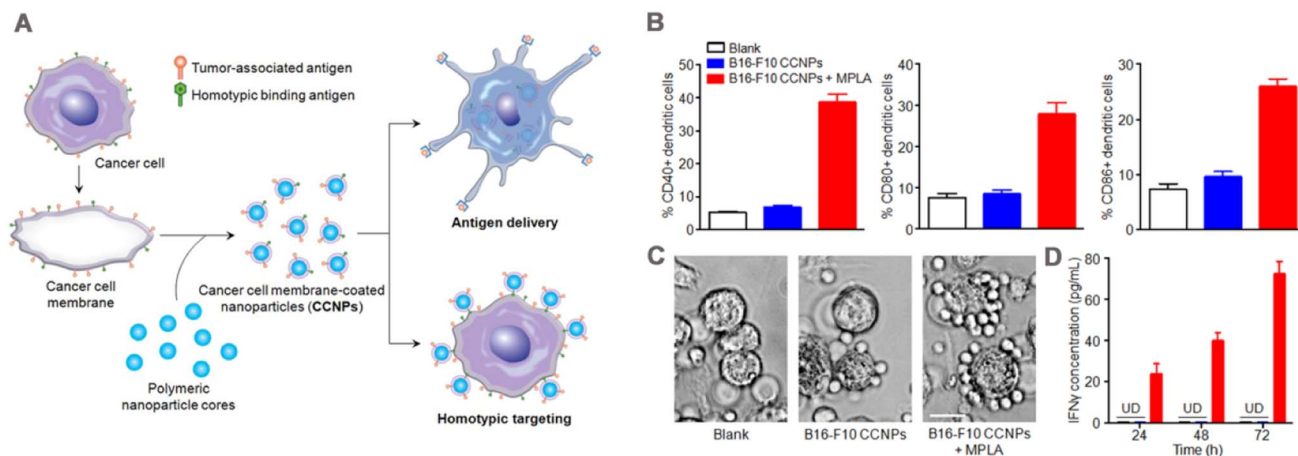 A
Tumor-associated antigen
Homotypic binding antigen
Cancer cell
Cancer cell
membrane
Cancer cell membrane-coated
nanoparticles (CCNPs)
Polymeric
nanoparticle cores
Antigen delivery
Homotypic targeting
B
Blank
B16-F10 CCNPs
B16-F10 CCNPs + MPLA
% CD40+ dendritic cells
50
40
30
20
10
0
% CD80+ dendritic cells
40
30
20
10
0
% CD86+ dendritic cells
30
20
10
0
C
Blank
B16-F10 CCNPs
B16-F10 CCNPs
+ MPLA
D
IFNγ concentration (pg/mL)
80
60
40
20
0
UD
UD
UD
24
48
72
Time (h)